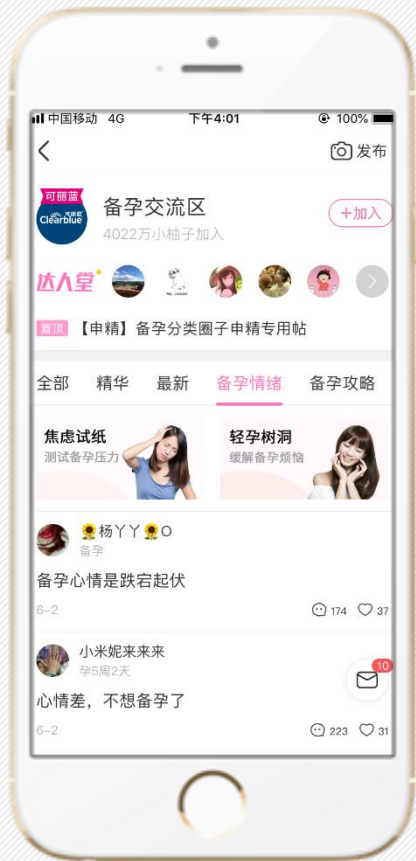 中国移动 4G 下午4:01 100%
发布
可丽蓝
可丽蓝
Clearblue
备孕交流区
+加入
4022万小柚子加入
达人堂
置顶 【申精】备孕分类圈子申精专用帖
全部 精华 最新 备孕情绪 备孕攻略
焦虑试纸
测试备孕压力
轻孕树洞
缓解备孕烦恼
🌻杨丫丫🌻O
备孕
备孕心情是跌宕起伏
6-2 174 37
小米妮来来来
孕5周2天
10
心情差，不想备孕了
6-2 223 31